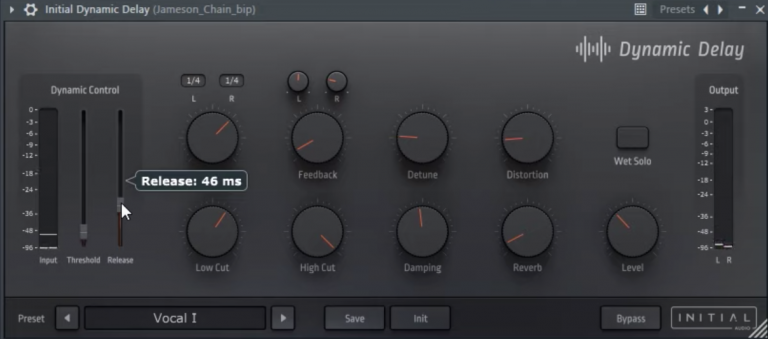 Initial Dynamic Delay (Jameson_Chain_bip)
Presets
Dynamic Delay
Dynamic Control
1/4 1/4
L R
L R
Output
0-
-3-
-6-
-9-
-12-
-18-
-24-
-36-
-48-
-96-
Input Threshold Release
Release: 46 ms
Feedback Detune Distortion
Wet Solo
Low Cut High Cut Damping Reverb Level
3-
0-
-3-
-6-
-9-
-12-
-18-
-24-
-36-
-48-
-96-
L R
Preset Vocal I Save Init Bypass
INITIAL
AUDIO